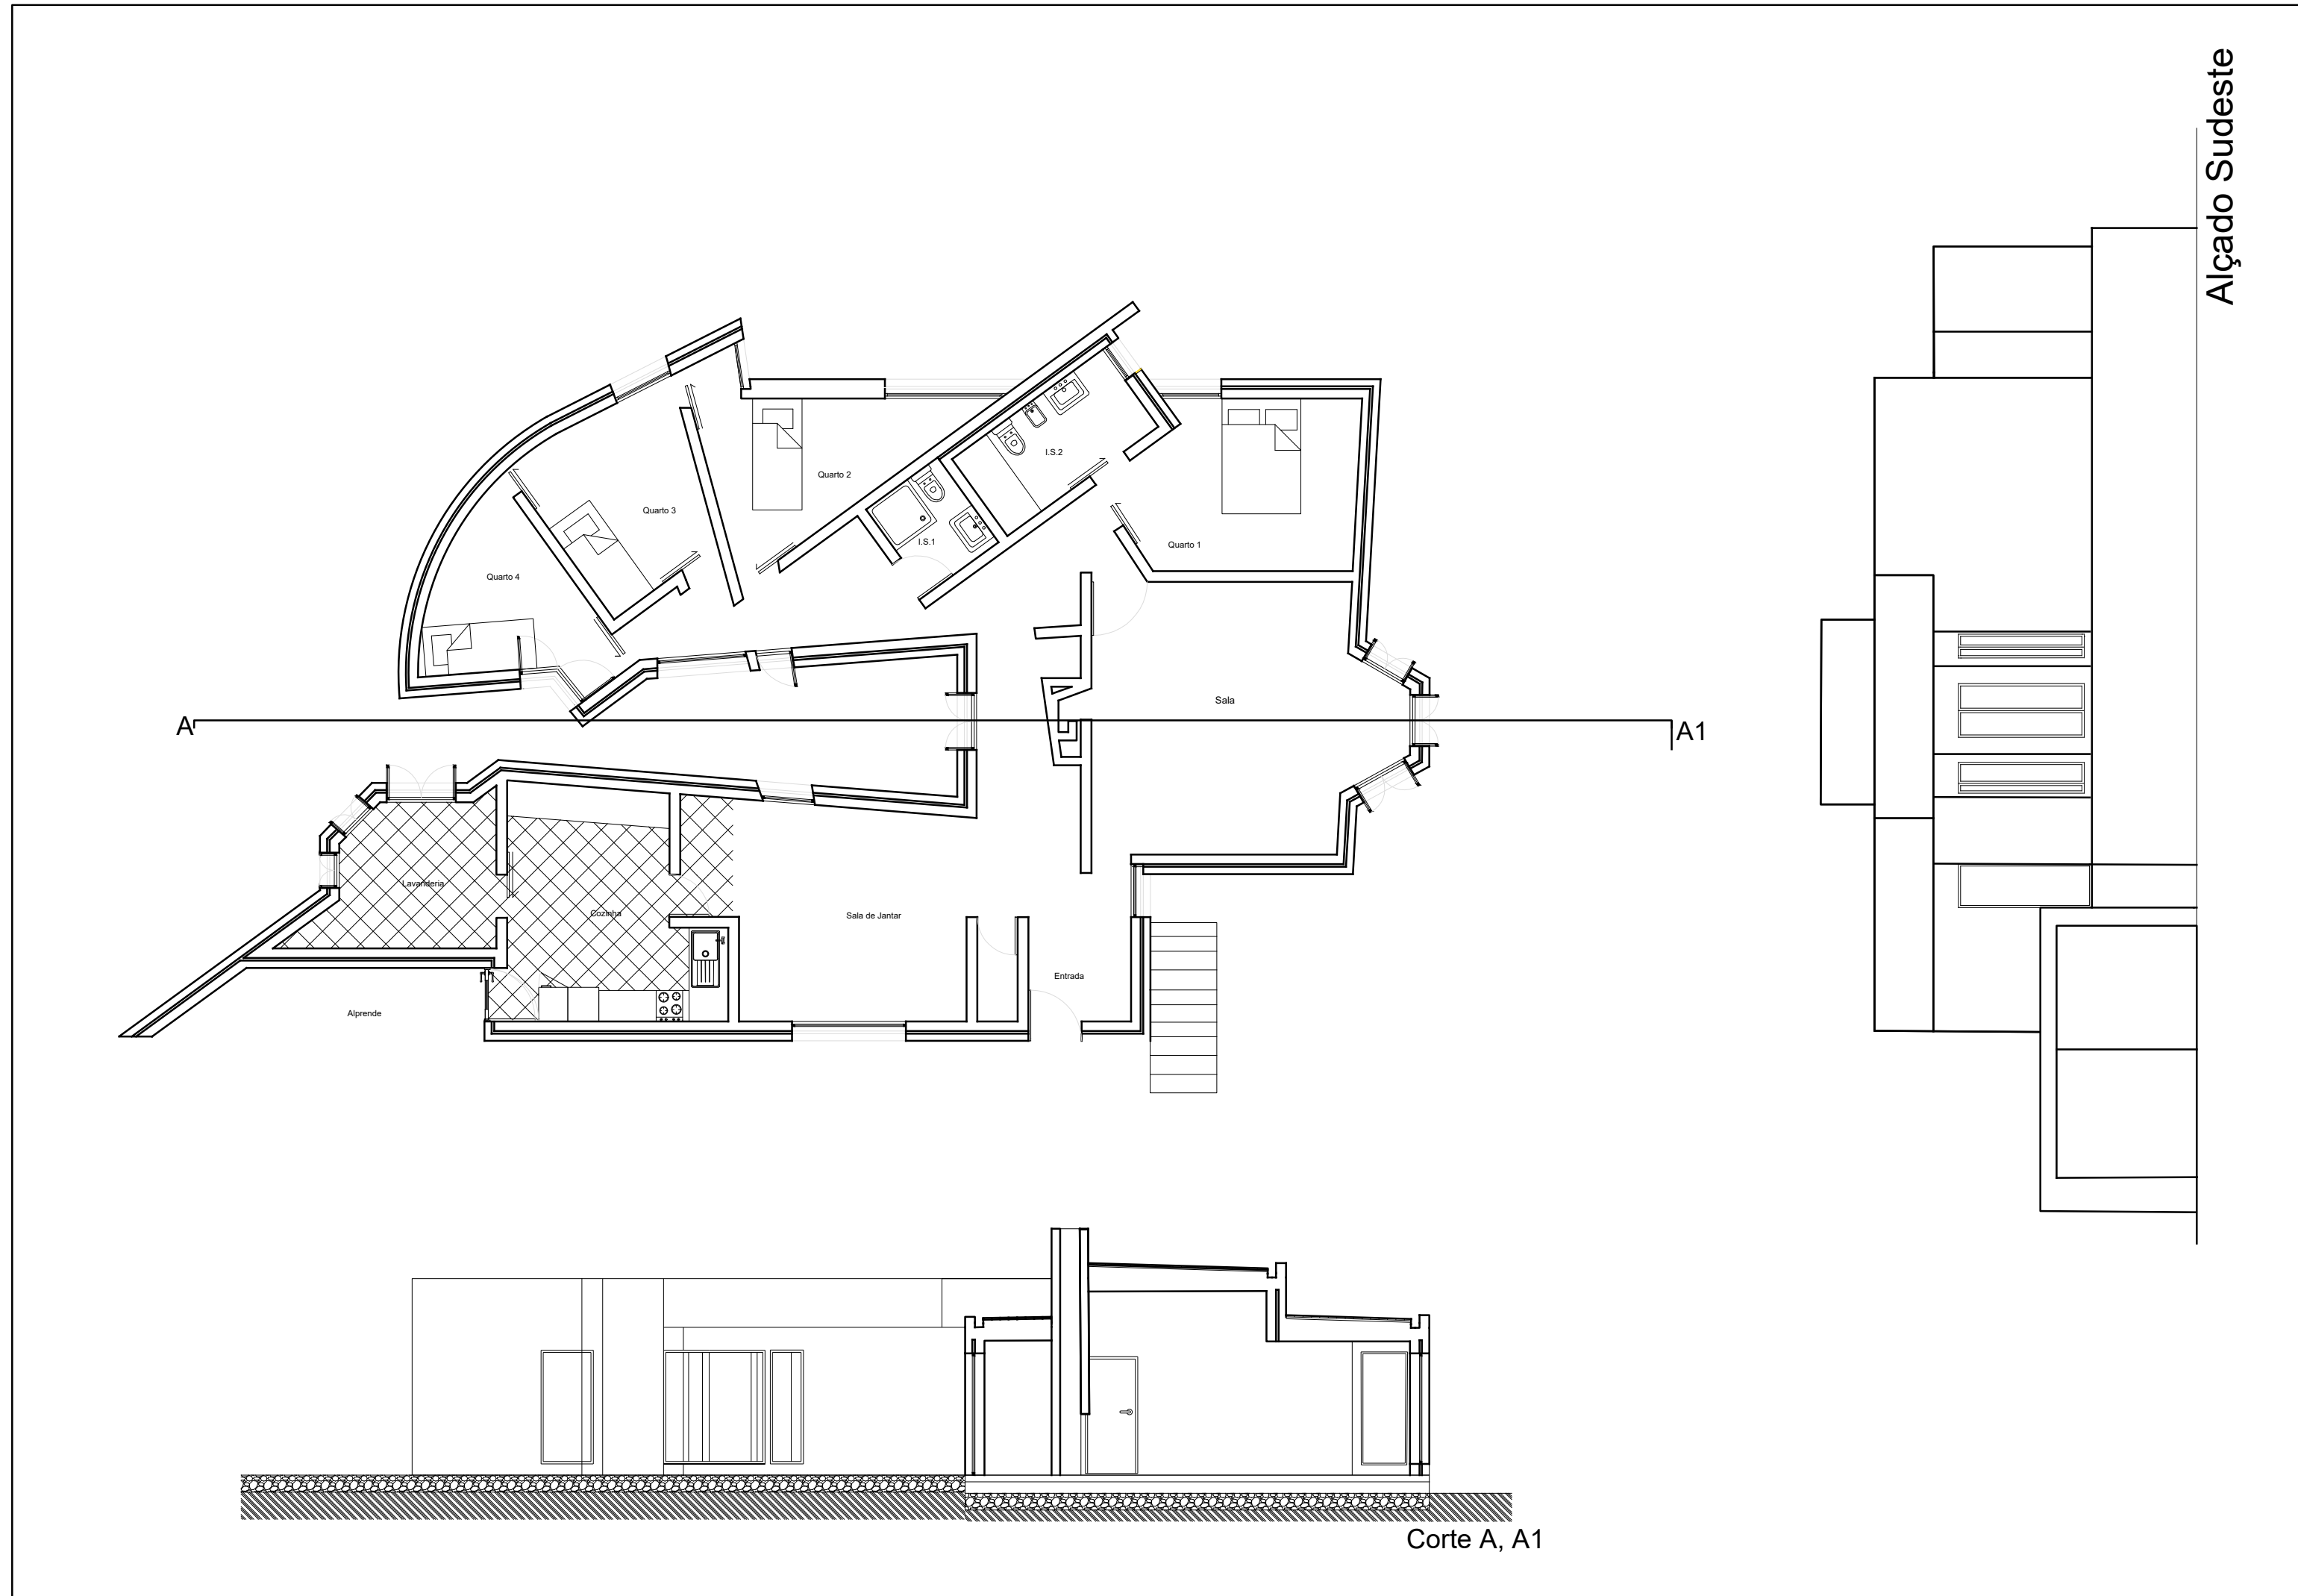 Alçado Sudeste
I.S.2
Quarto 2
Quarto 3
I.S.1
Quarto 1
Quarto 4
Sala
A
A1
Lavanderia
Cozinha
Sala de Jantar
Entrada
Alprende
Corte A, A1